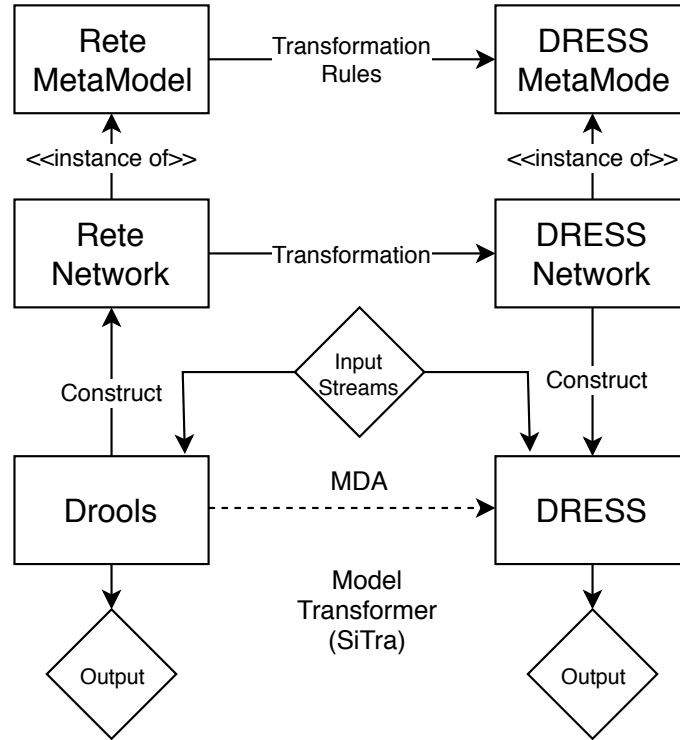 Rete
MetaModel
Transformation
Rules
DRESS
MetaMode
<<instance of>>
<<instance of>>
Rete
Network
Transformation
DRESS
Network
Input
Streams
Construct
Construct
Drools
MDA
DRESS
Model
Transformer
(SiTra)
Output
Output